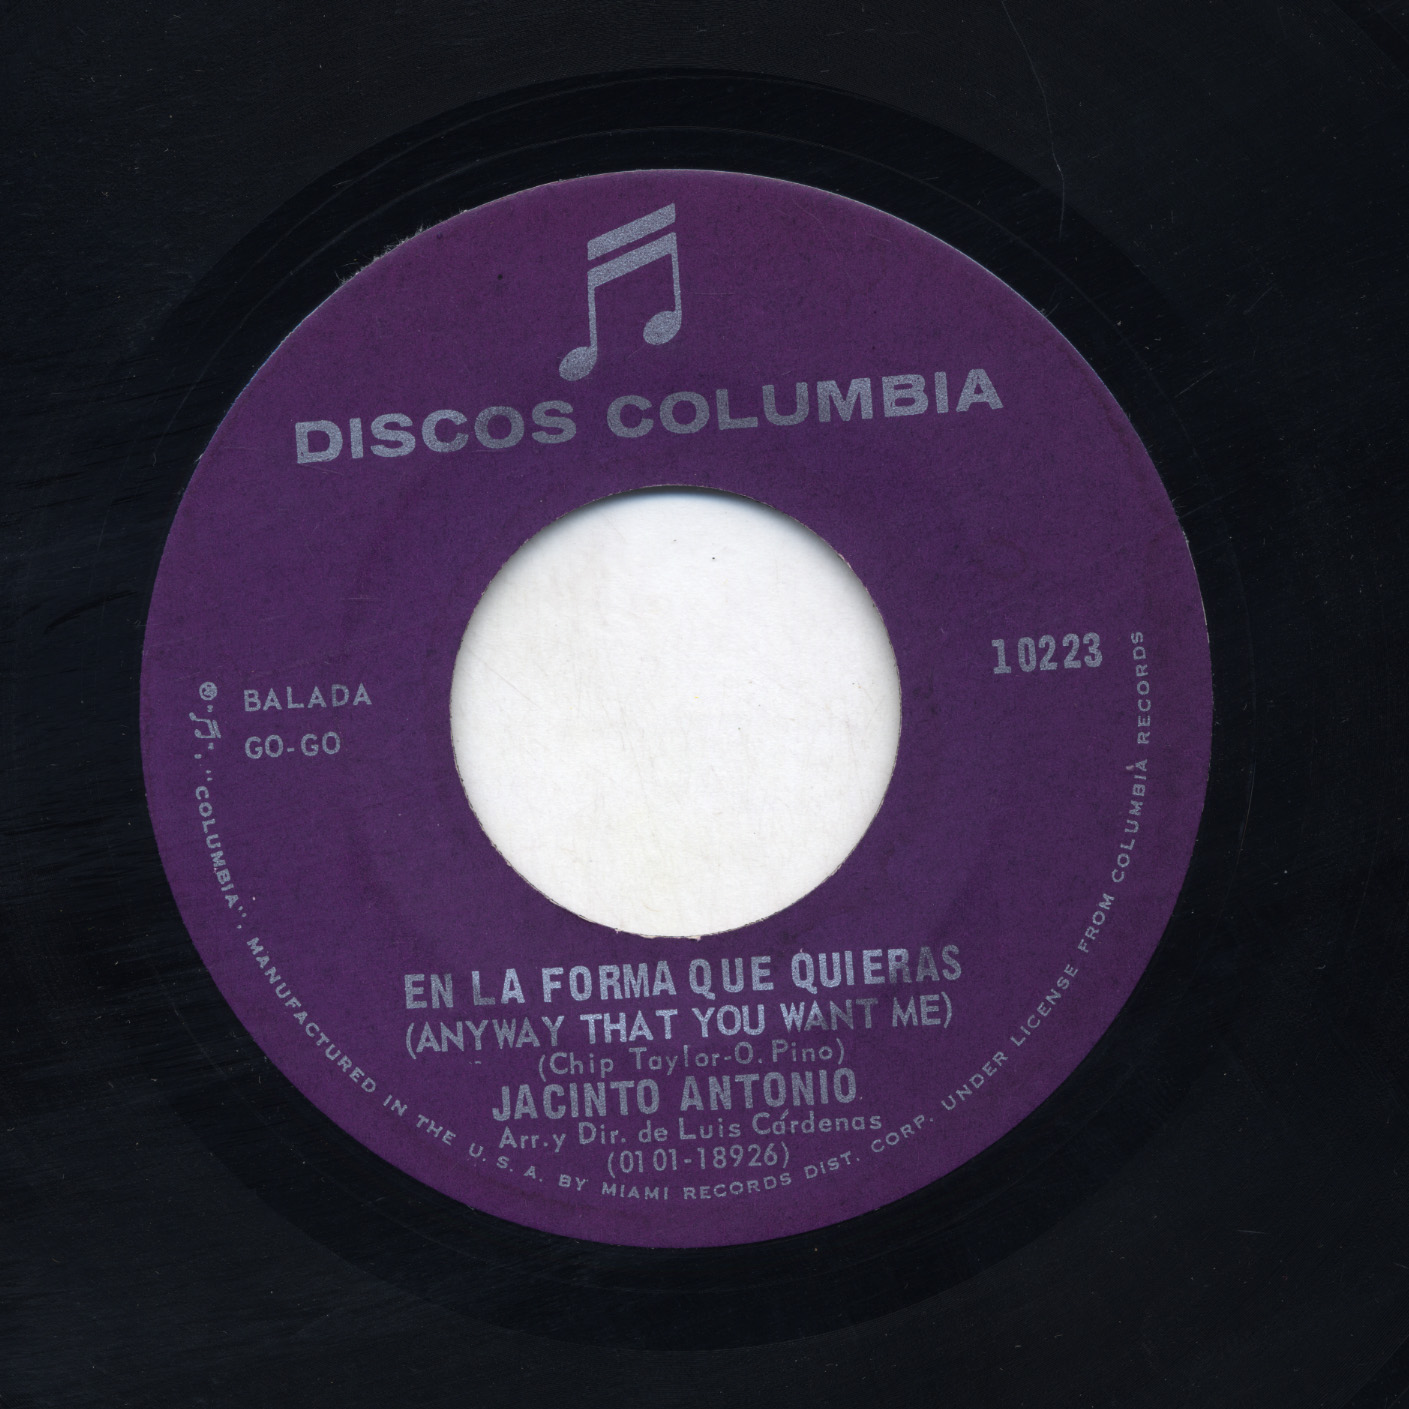 DISCOS COLUMBIA
10223
BALADA
GO-GO
EN LA FORMA QUE QUIERAS
(ANYWAY THAT YOU WANT ME)
(Chip Taylor-O. Pino)
JACINTO ANTONIO
Arr. y Dir. de Luis Cárdenas
(0101-18926)
"COLUMBIA". MANUFACTURED IN THE U. S. A. BY MIAMI RECORDS DIST. CORP. UNDER LICENSE FROM COLUMBIA RECORDS